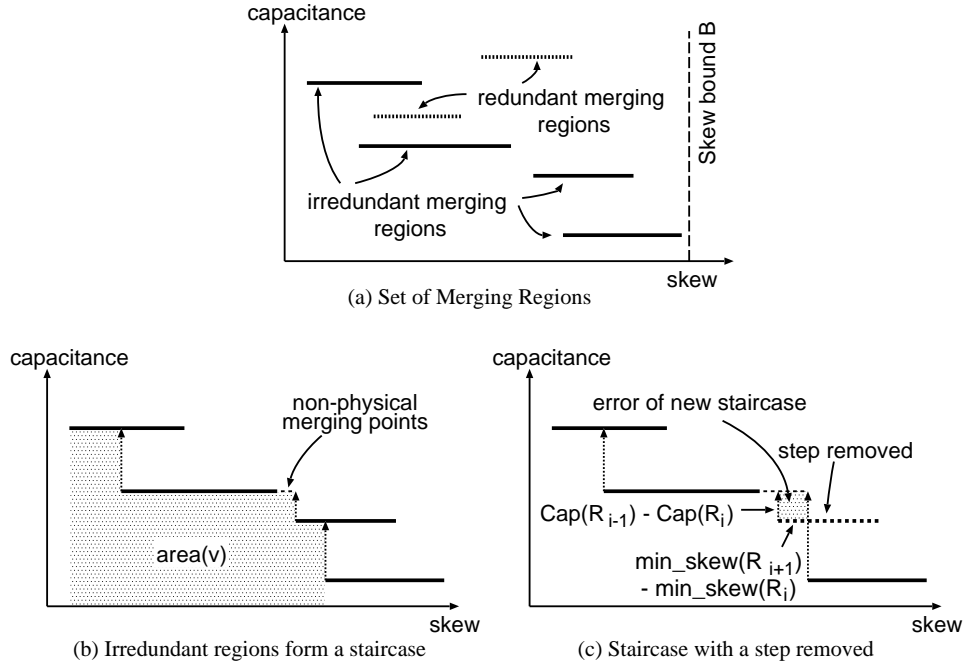 capacitance
Skew bound B
redundant merging
regions
irredundant merging
regions
skew
(a) Set of Merging Regions
capacitance
non-physical
merging points
area(v)
skew
(b) Irredundant regions form a staircase
capacitance
error of new staircase
step removed
Cap(R i-1) - Cap(Ri)
min_skew(R i+1)
- min_skew(Ri)
skew
(c) Staircase with a step removed